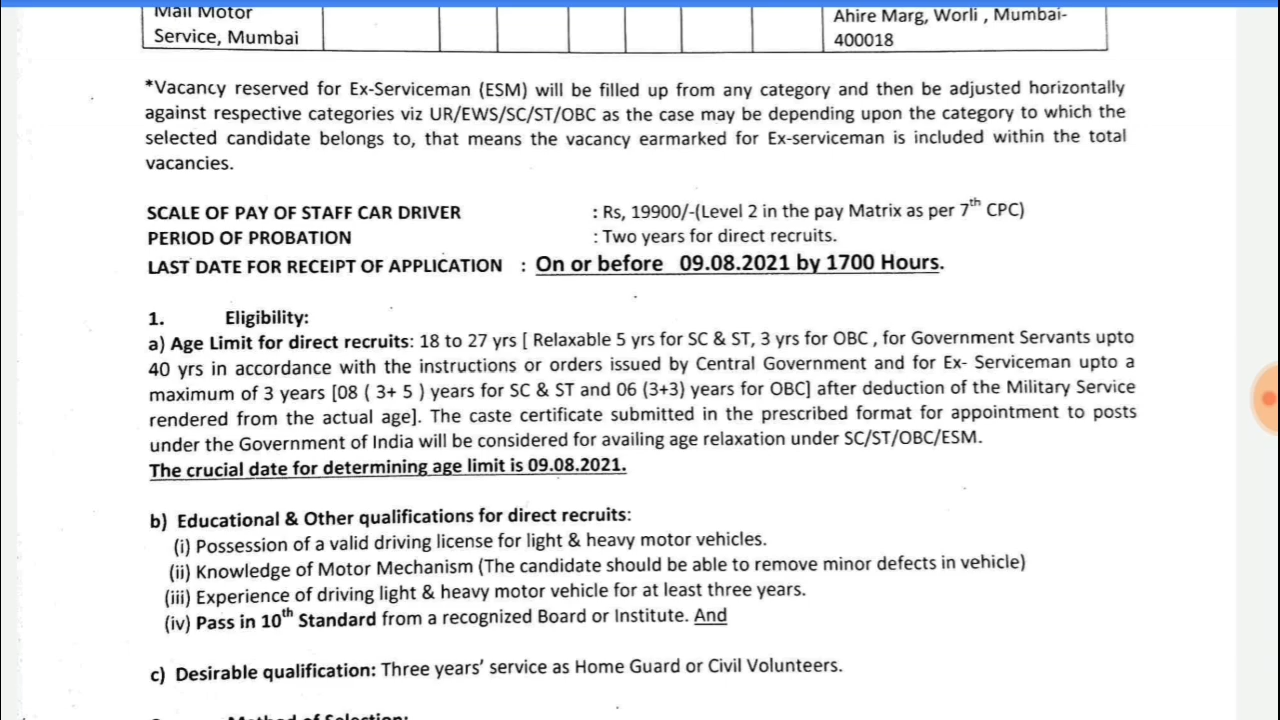 Mail Motor
Service, Mumbai
Ahire Marg, Worli , Mumbai-
400018
*Vacancy reserved for Ex-Serviceman (ESM) will be filled up from any category and then be adjusted horizontally
against respective categories viz UR/EWS/SC/ST/OBC as the case may be depending upon the category to which the
selected candidate belongs to, that means the vacancy earmarked for Ex-serviceman is included within the total
vacancies.
SCALE OF PAY OF STAFF CAR DRIVER : Rs, 19900/-(Level 2 in the pay Matrix as per 7th CPC)
PERIOD OF PROBATION : Two years for direct recruits.
LAST DATE FOR RECEIPT OF APPLICATION : On or before 09.08.2021 by 1700 Hours.
1. Eligibility:
a) Age Limit for direct recruits: 18 to 27 yrs [ Relaxable 5 yrs for SC & ST, 3 yrs for OBC , for Government Servants upto
40 yrs in accordance with the instructions or orders issued by Central Government and for Ex- Serviceman upto a
maximum of 3 years [08 ( 3+ 5 ) years for SC & ST and 06 (3+3) years for OBC] after deduction of the Military Service
rendered from the actual age]. The caste certificate submitted in the prescribed format for appointment to posts
under the Government of India will be considered for availing age relaxation under SC/ST/OBC/ESM.
The crucial date for determining age limit is 09.08.2021.
b) Educational & Other qualifications for direct recruits:
(i) Possession of a valid driving license for light & heavy motor vehicles.
(ii) Knowledge of Motor Mechanism (The candidate should be able to remove minor defects in vehicle)
(iii) Experience of driving light & heavy motor vehicle for at least three years.
(iv) Pass in 10th Standard from a recognized Board or Institute. And
c) Desirable qualification: Three years' service as Home Guard or Civil Volunteers.
Method of Selection: